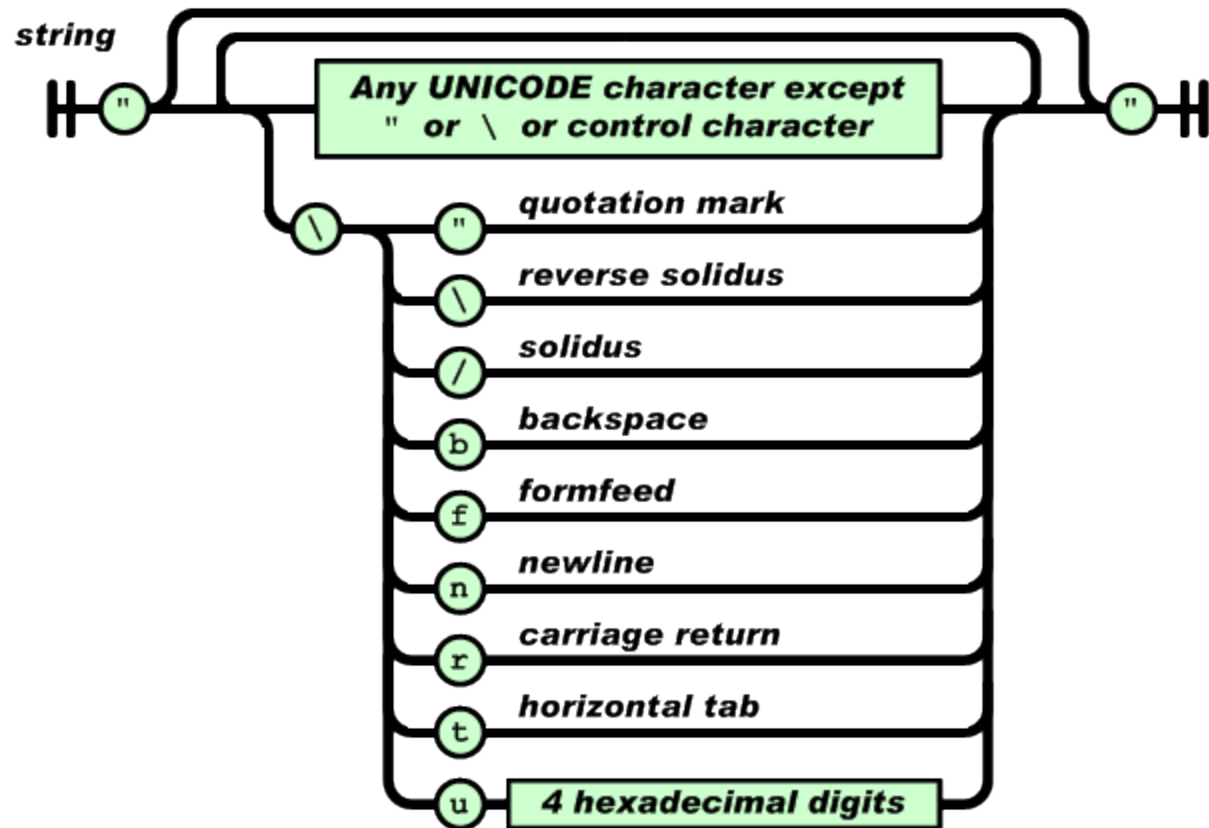 string
" Any UNICODE character except "
" or \ or control character
\ " quotation mark
\ reverse solidus
/ solidus
b backspace
f formfeed
n newline
r carriage return
t horizontal tab
u 4 hexadecimal digits